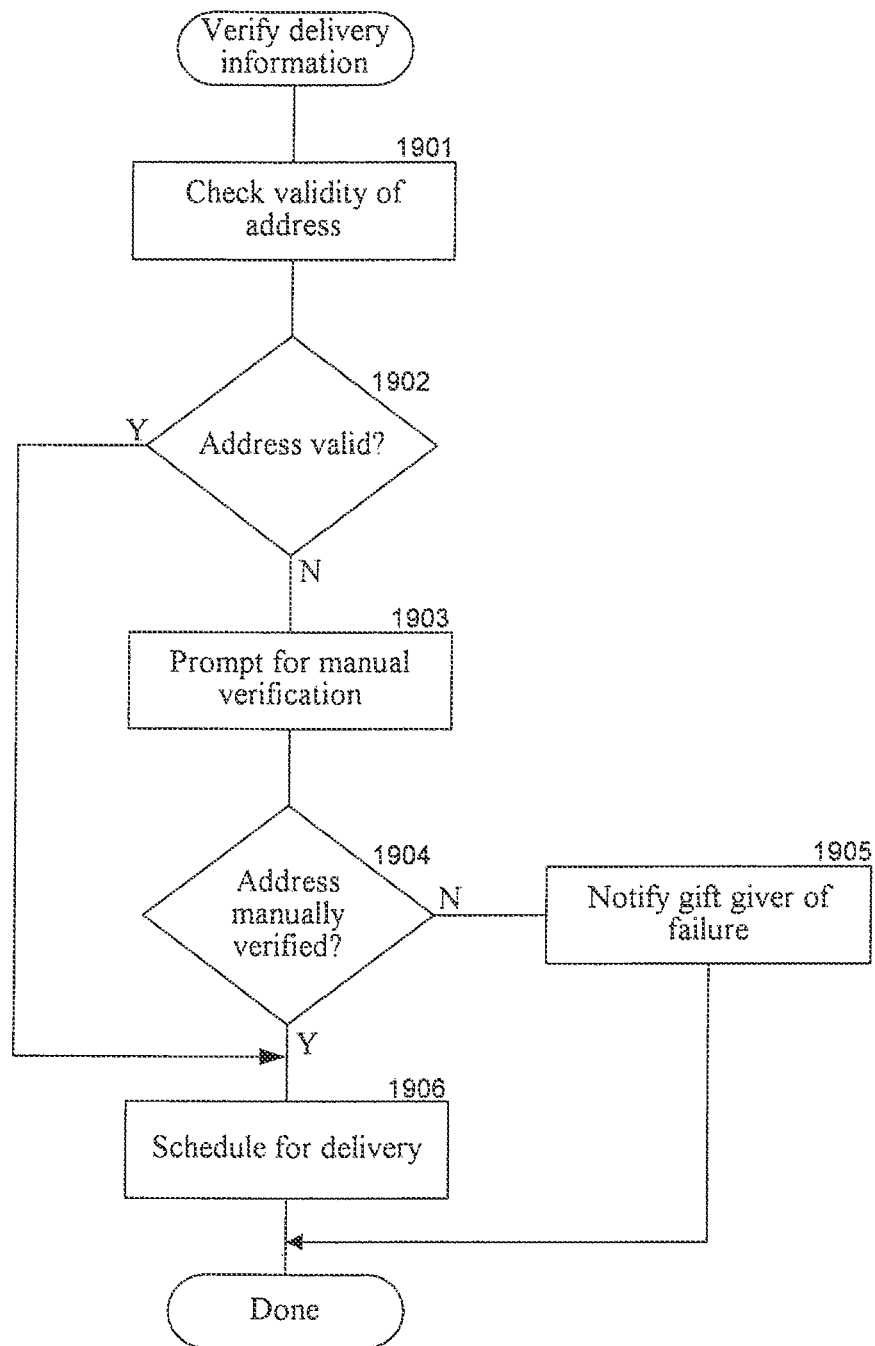 Verify delivery
information
1901
Check validity of
address
1902
Y
Address valid?
N
1903
Prompt for manual
verification
1904
Address
manually
verified?
N
1905
Notify gift giver of
failure
Y
1906
Schedule for delivery
Done